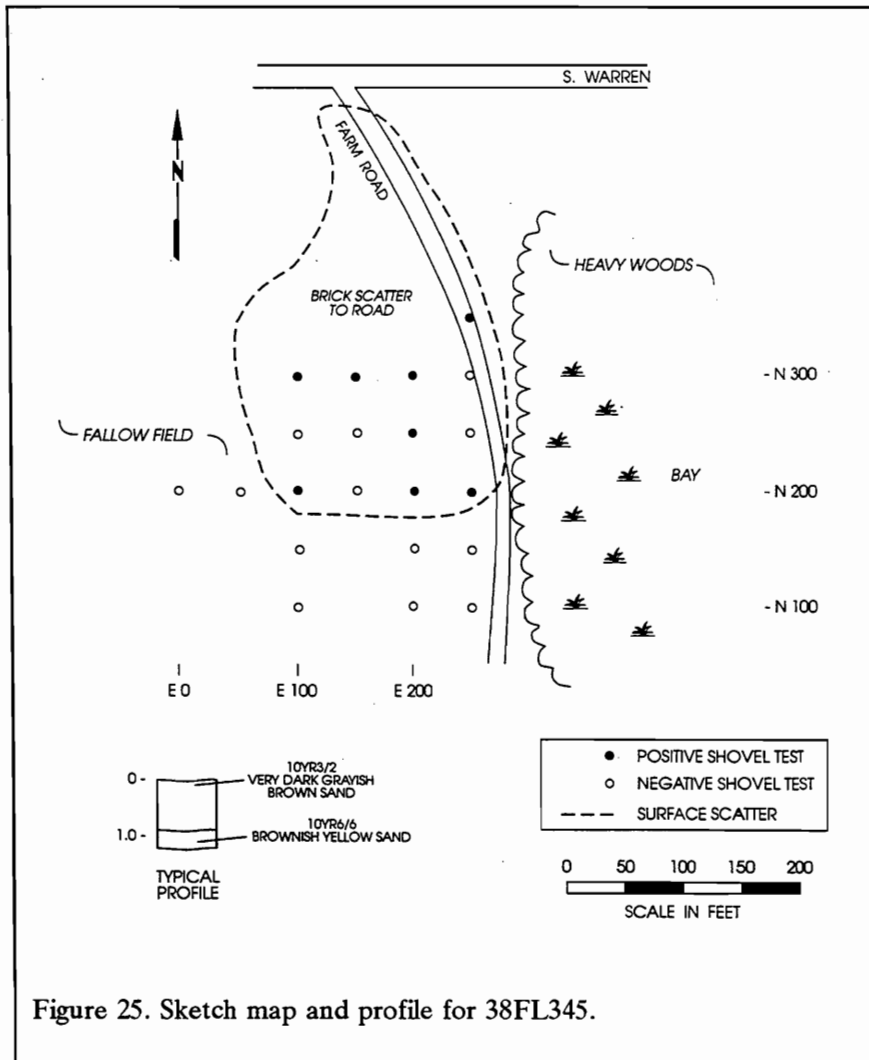 S. WARREN
N
FARM ROAD
HEAVY WOODS
BRICK SCATTER
TO ROAD
- N 300
FALLOW FIELD
BAY
- N 200
- N 100
E 0
E 100
E 200
0 -
10YR3/2
VERY DARK GRAYISH
BROWN SAND
1.0 -
10YR6/6
BROWNISH YELLOW SAND
TYPICAL
PROFILE
POSITIVE SHOVEL TEST
NEGATIVE SHOVEL TEST
SURFACE SCATTER
0 50 100 150 200
SCALE IN FEET
Figure 25. Sketch map and profile for 38FL345.